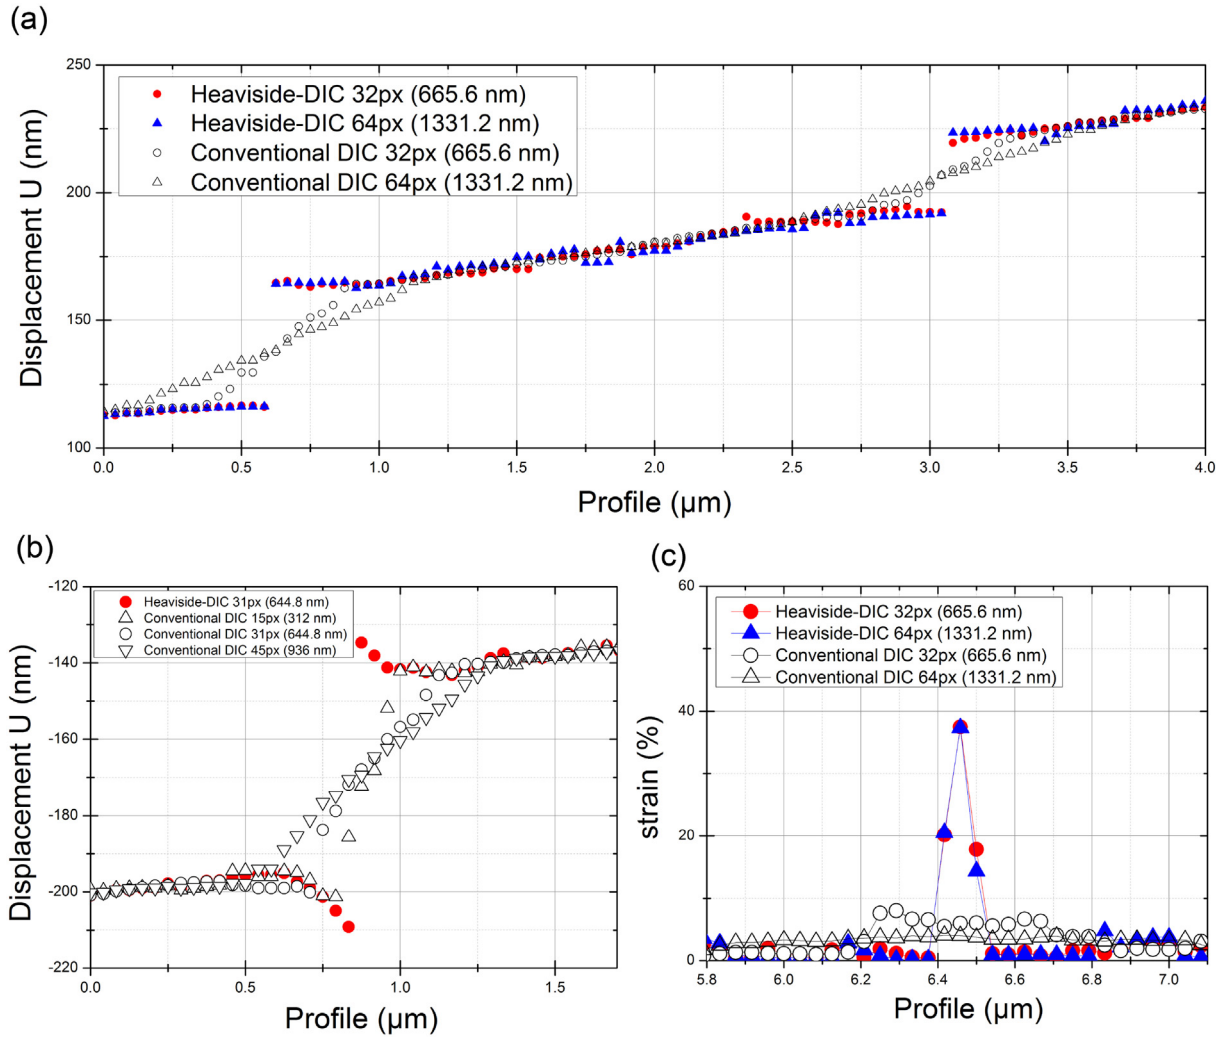 (a)
250
200
150
100
Displacement U (nm)
Heaviside-DIC 32px (665.6 nm)
Heaviside-DIC 64px (1331.2 nm)
Conventional DIC 32px (665.6 nm)
Conventional DIC 64px (1331.2 nm)
0.0 0.5 1.0 1.5 2.0 2.5 3.0 3.5 4.0
Profile (µm)
(b)
-120
-140
-160
-180
-200
-220
Displacement U (nm)
Heaviside-DIC 31px (644.8 nm)
Conventional DIC 15px (312 nm)
Conventional DIC 31px (644.8 nm)
Conventional DIC 45px (936 nm)
0.0 0.5 1.0 1.5
Profile (µm)
(c)
60
40
20
0
strain (%)
Heaviside-DIC 32px (665.6 nm)
Heaviside-DIC 64px (1331.2 nm)
Conventional DIC 32px (665.6 nm)
Conventional DIC 64px (1331.2 nm)
5.8 6.0 6.2 6.4 6.6 6.8 7.0
Profile (µm)